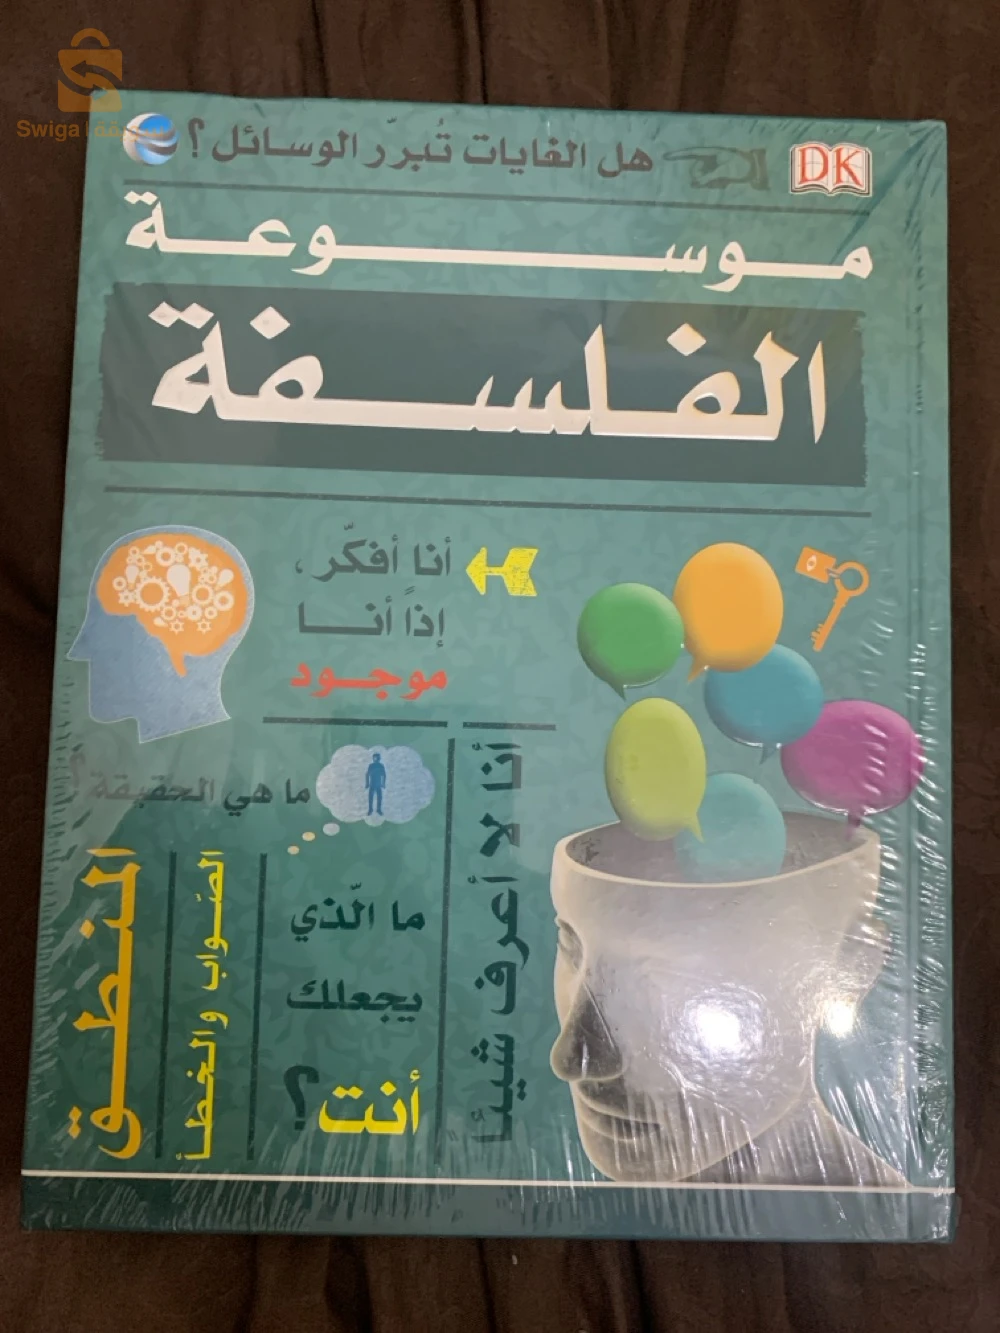 Swiga سويقة
هل الغايات تُبرّر الوسائل؟
DK
موسوعة
الفلسفة
أنا أفكّر،
إذاً أنا
موجود
ما هي الحقيقة؟
أنا لا أعرف شيئاً
ما الّذي
يجعلك
أنت؟
الصّواب والخطأ
المنطق